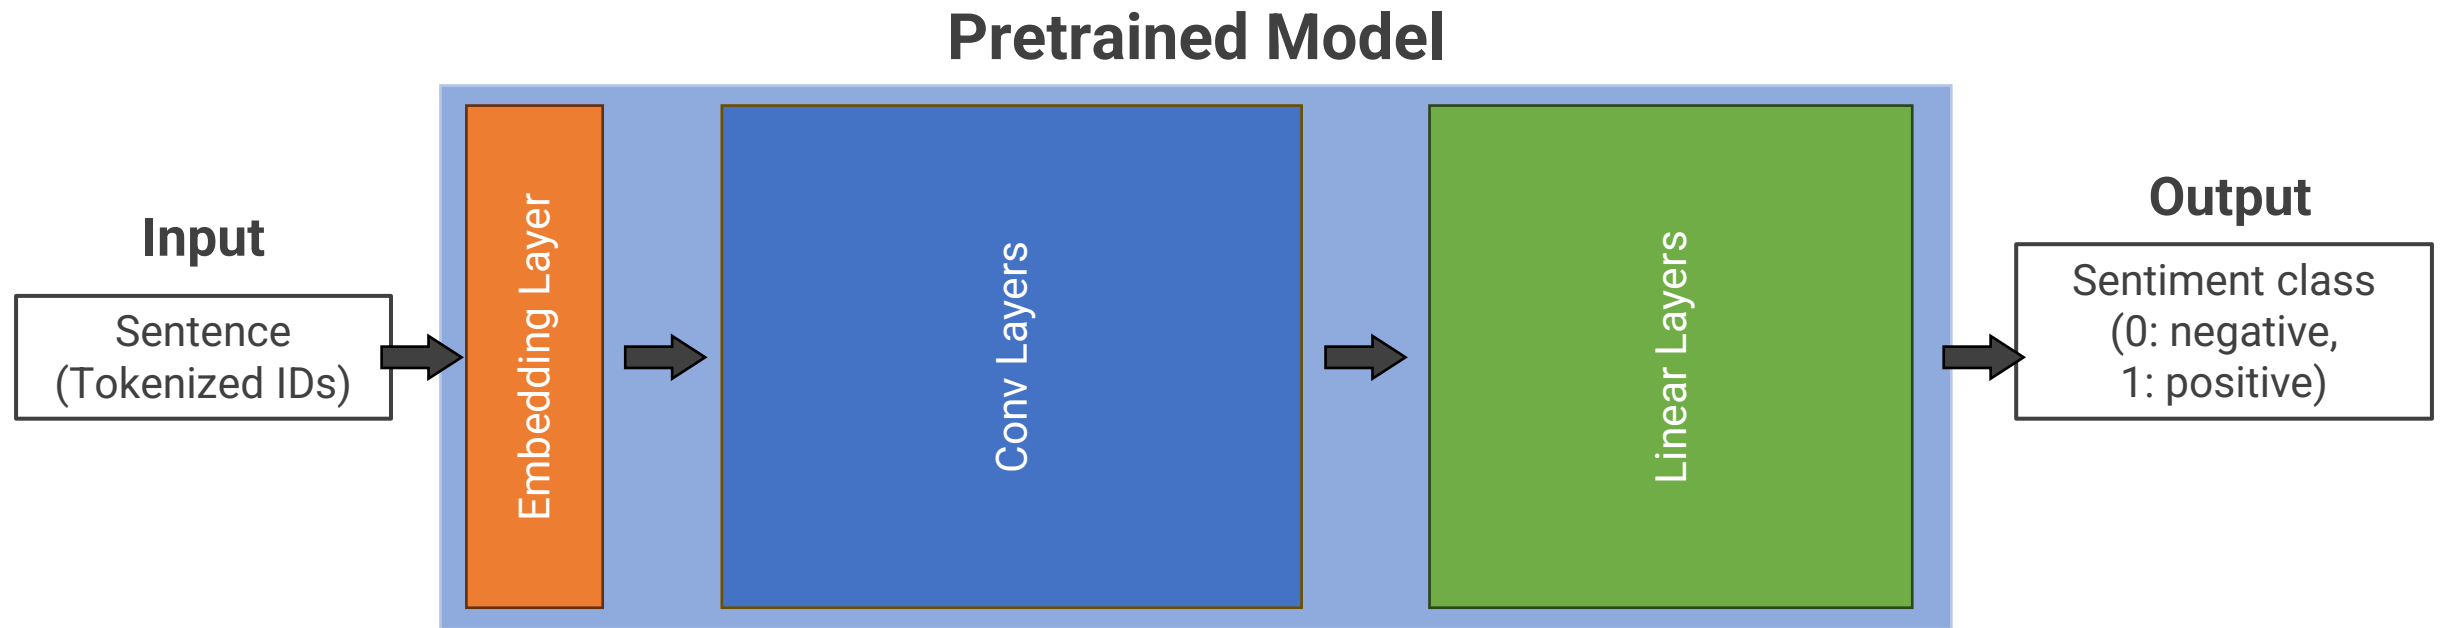 Pretrained Model
Input
Sentence
(Tokenized IDs)
Embedding Layer
Conv Layers
Linear Layers
Output
Sentiment class
(0: negative,
1: positive)